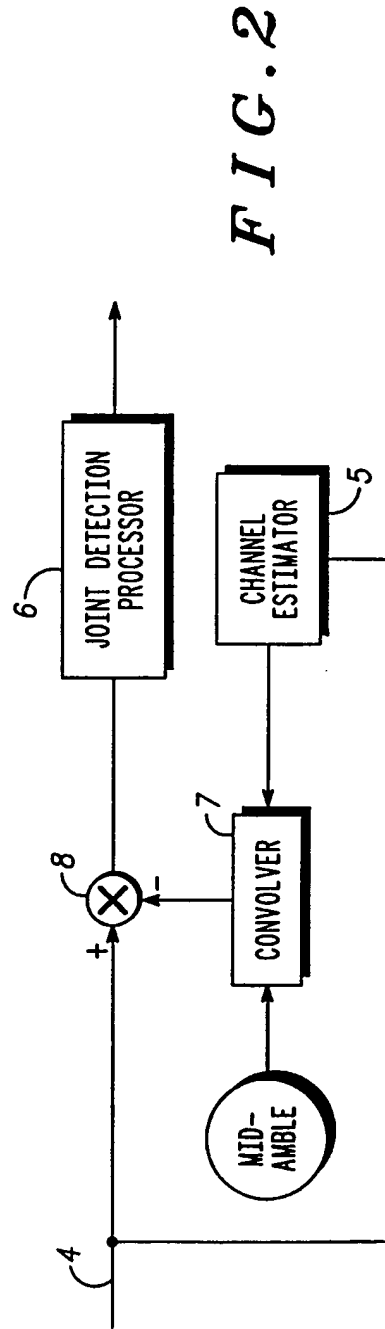 4
+
8
-
6
JOINT DETECTION
PROCESSOR
MID-
AMBLE
7
CONVOLVER
CHANNEL
ESTIMATOR
5
FIG.2